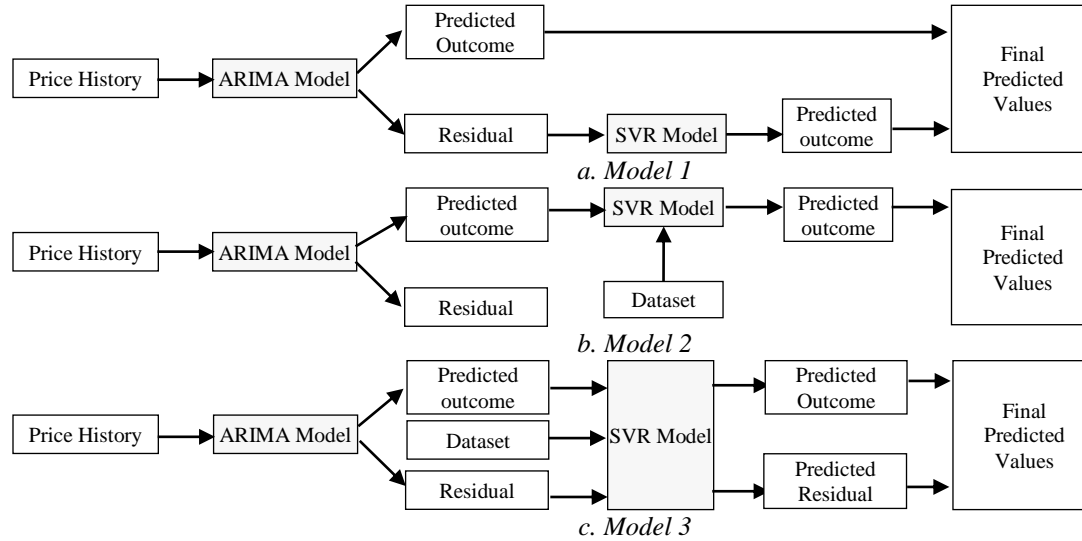 Price History
ARIMA Model
Predicted
Outcome
Residual
SVR Model
Predicted
outcome
Final
Predicted
Values
a. Model 1
Price History
ARIMA Model
Predicted
outcome
Residual
SVR Model
Dataset
Predicted
outcome
Final
Predicted
Values
b. Model 2
Price History
ARIMA Model
Predicted
outcome
Dataset
Residual
SVR Model
Predicted
Outcome
Predicted
Residual
Final
Predicted
Values
c. Model 3